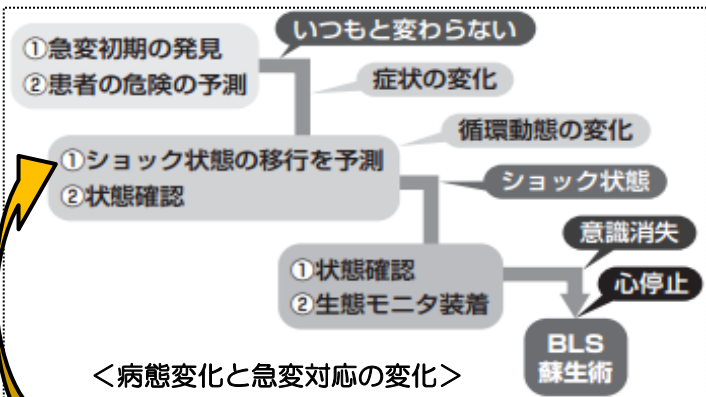 いつもと変わらない
①急変初期の発見
②患者の危険の予測
症状の変化
循環動態の変化
①ショック状態の移行を予測
②状態確認
ショック状態
意識消失
①状態確認
②生態モニタ装着
心停止
BLS
蘇生術
＜病態変化と急変対応の変化＞